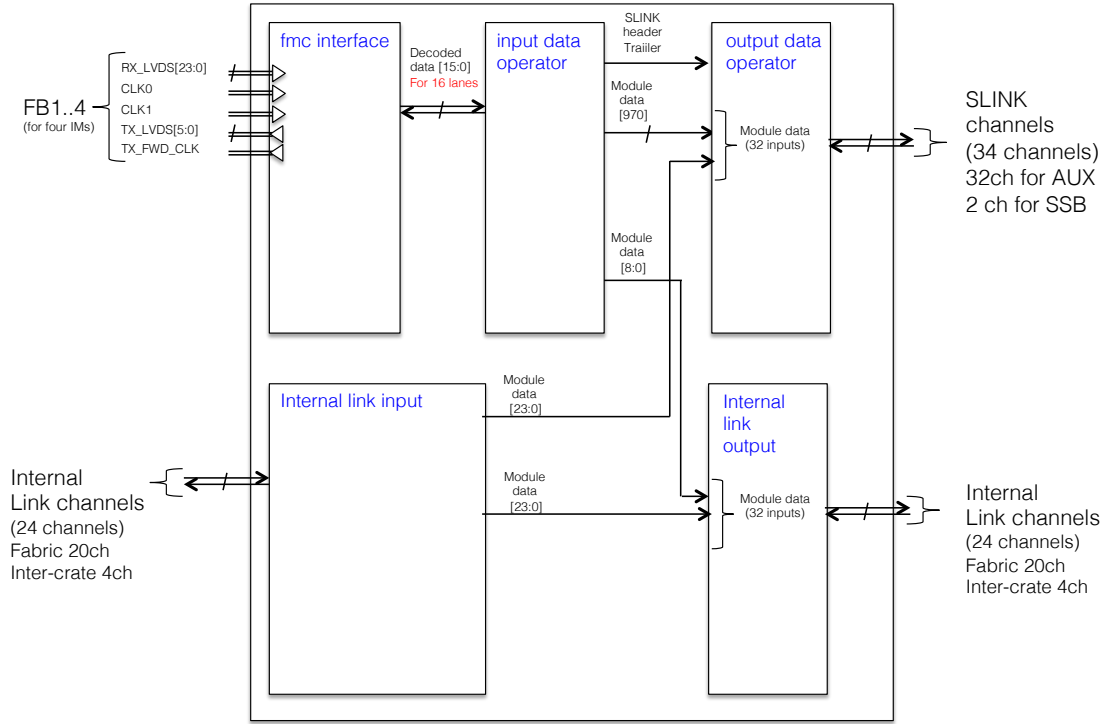 fmc interface
input data
operator
output data
operator
SLINK
header
Traiiler
Decoded
data [15:0]
For 16 lanes
RX_LVDS[23:0]
CLK0
CLK1
TX_LVDS[5:0]
TX_FWD_CLK
FB1..4
(for four IMs)
Module
data
[970]
Module data
(32 inputs)
SLINK
channels
(34 channels)
32ch for AUX
2 ch for SSB
Module
data
[8:0]
Internal link input
Module
data
[23:0]
Internal
link
output
Internal
Link channels
(24 channels)
Fabric 20ch
Inter-crate 4ch
Module
data
[23:0]
Module data
(32 inputs)
Internal
Link channels
(24 channels)
Fabric 20ch
Inter-crate 4ch